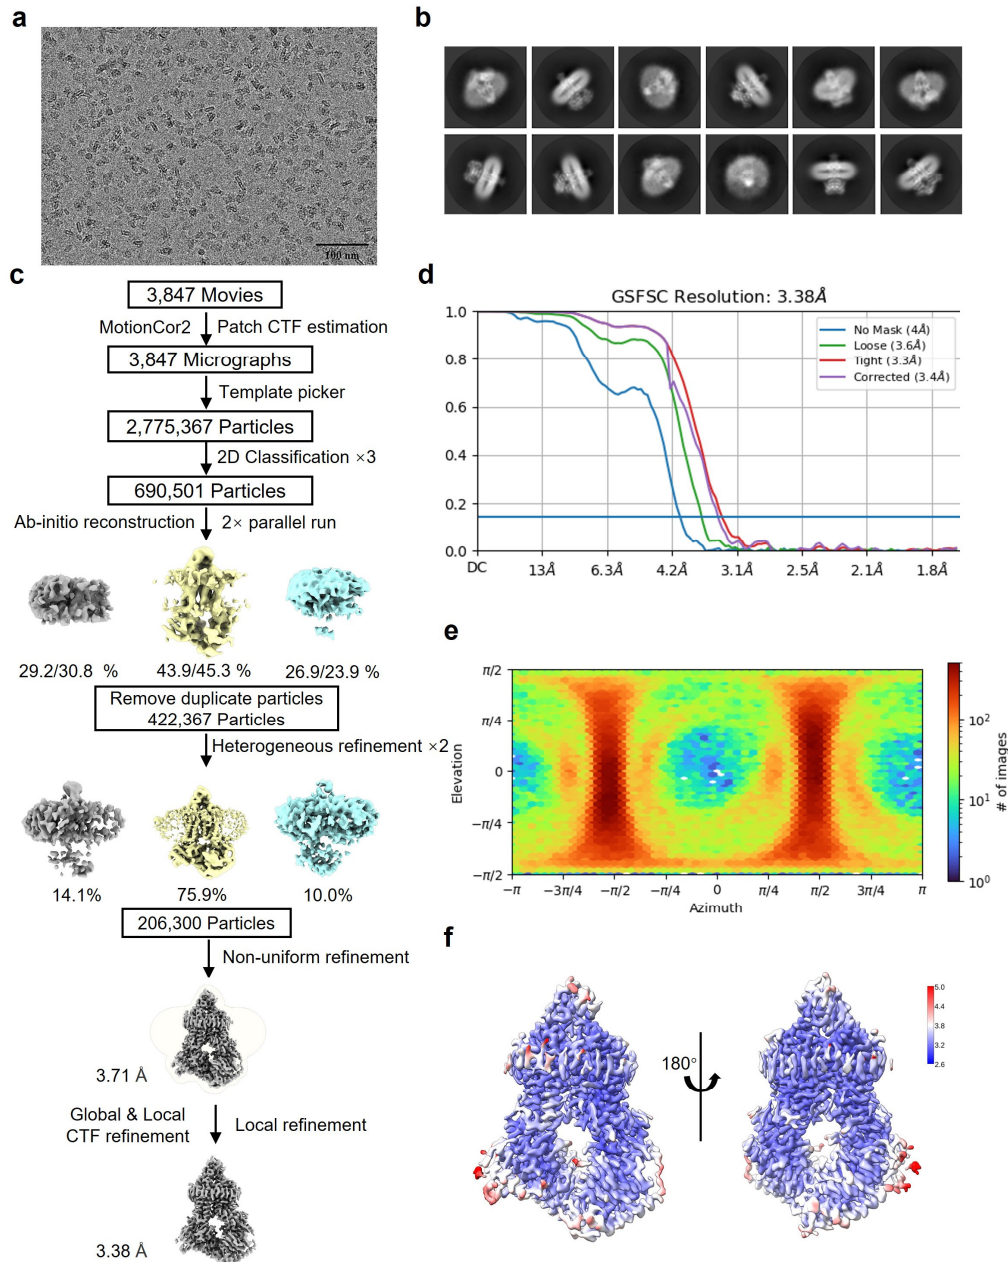 a
100 nm
b
c
3,847 Movies
MotionCor2
Patch CTF estimation
3,847 Micrographs
Template picker
2,775,367 Particles
2D Classification ×3
690,501 Particles
Ab-initio reconstruction
2× parallel run
29.2/30.8 %
43.9/45.3 %
26.9/23.9 %
Remove duplicate particles
422,367 Particles
Heterogeneous refinement ×2
14.1%
75.9%
10.0%
206,300 Particles
Non-uniform refinement
3.71 Å
Global & Local
CTF refinement
Local refinement
3.38 Å
d
GSFSC Resolution: 3.38Å
No Mask (4Å)
Loose (3.6Å)
Tight (3.3Å)
Corrected (3.4Å)
1.0
0.8
0.6
0.4
0.2
0.0
DC
13Å
6.3Å
4.2Å
3.1Å
2.5Å
2.1Å
1.8Å
e
π/2
π/4
0
−π/4
−π/2
Elevation
−π
−3π/4
−π/2
−π/4
0
π/4
π/2
3π/4
π
Azimuth
10²
10¹
10⁰
# of images
f
180°
5.0
4.4
3.8
3.2
2.6